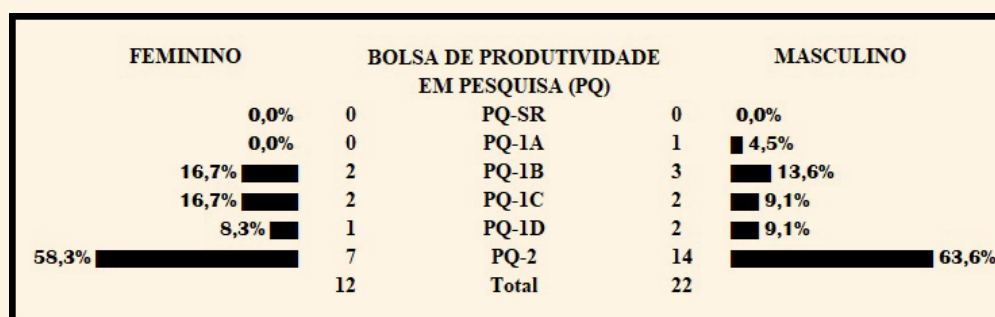 FEMININO BOLSA DE PRODUTIVIDADE MASCULINO
EM PESQUISA (PQ)
0,0% 0 PQ-SR 0 0,0%
0,0% 0 PQ-1A 1 4,5%
16,7% 2 PQ-1B 3 13,6%
16,7% 2 PQ-1C 2 9,1%
8,3% 1 PQ-1D 2 9,1%
58,3% 7 PQ-2 14 63,6%
12 Total 22